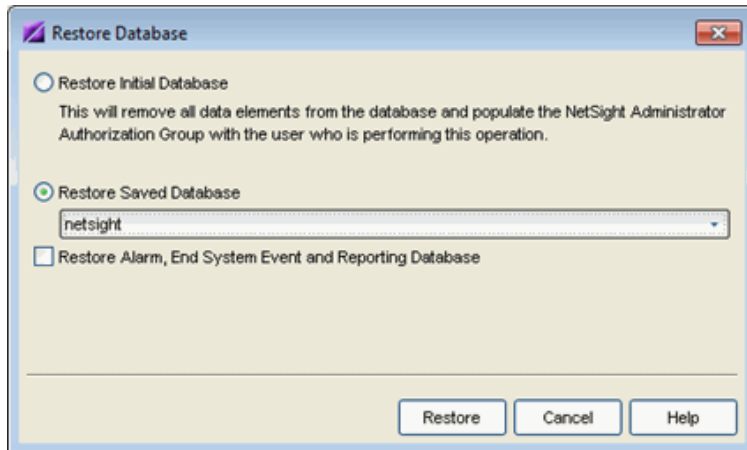 Restore Database
Restore Initial Database
This will remove all data elements from the database and populate the NetSight Administrator
Authorization Group with the user who is performing this operation.
Restore Saved Database
netsight
Restore Alarm, End System Event and Reporting Database
Restore Cancel Help